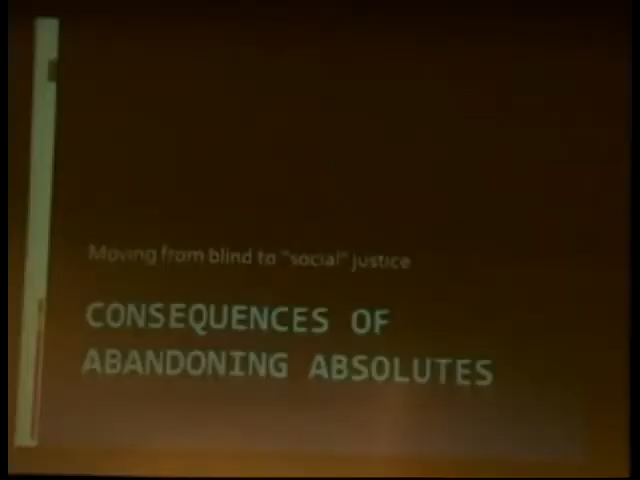 Moving from blind to "social" justice
CONSEQUENCES OF
ABANDONING ABSOLUTES